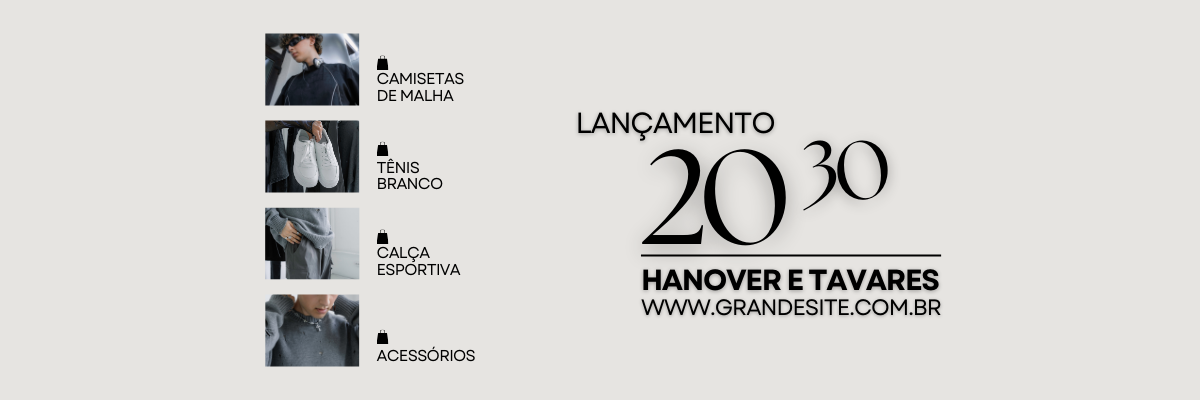 CAMISETAS
DE MALHA
TÊNIS
BRANCO
CALÇA
ESPORTIVA
ACESSÓRIOS
LANÇAMENTO
20 30
HANOVER E TAVARES
WWW.GRANDESITE.COM.BR